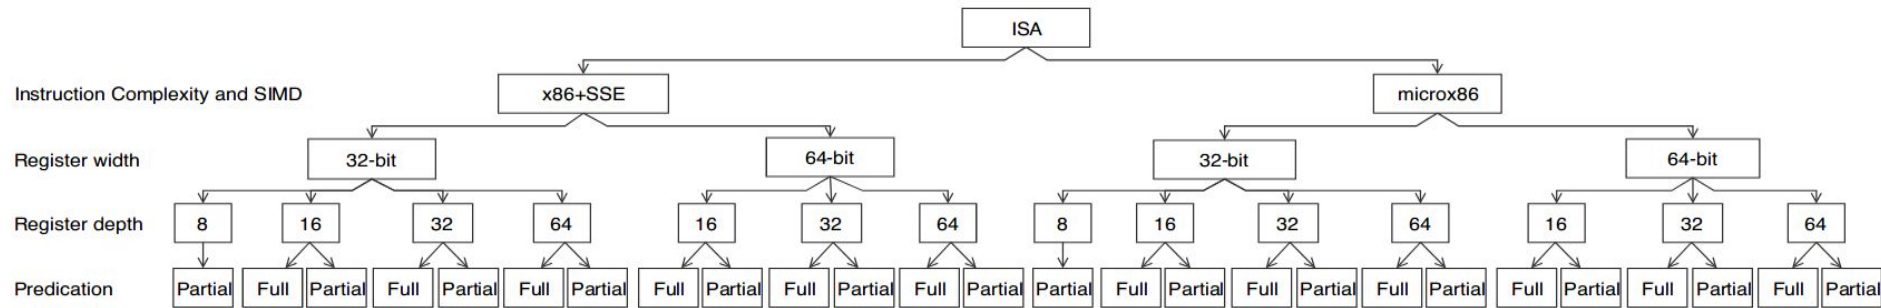 ISA
Instruction Complexity and SIMD x86+SSE microx86
Register width 32-bit 64-bit 32-bit 64-bit
Register depth 8 16 32 64 16 32 64 8 16 32 64 16 32 64
Predication Partial Full Partial Full Partial Full Partial Full Partial Full Partial Full Partial Partial Full Partial Full Partial Full Partial Full Partial Full Partial Full Partial